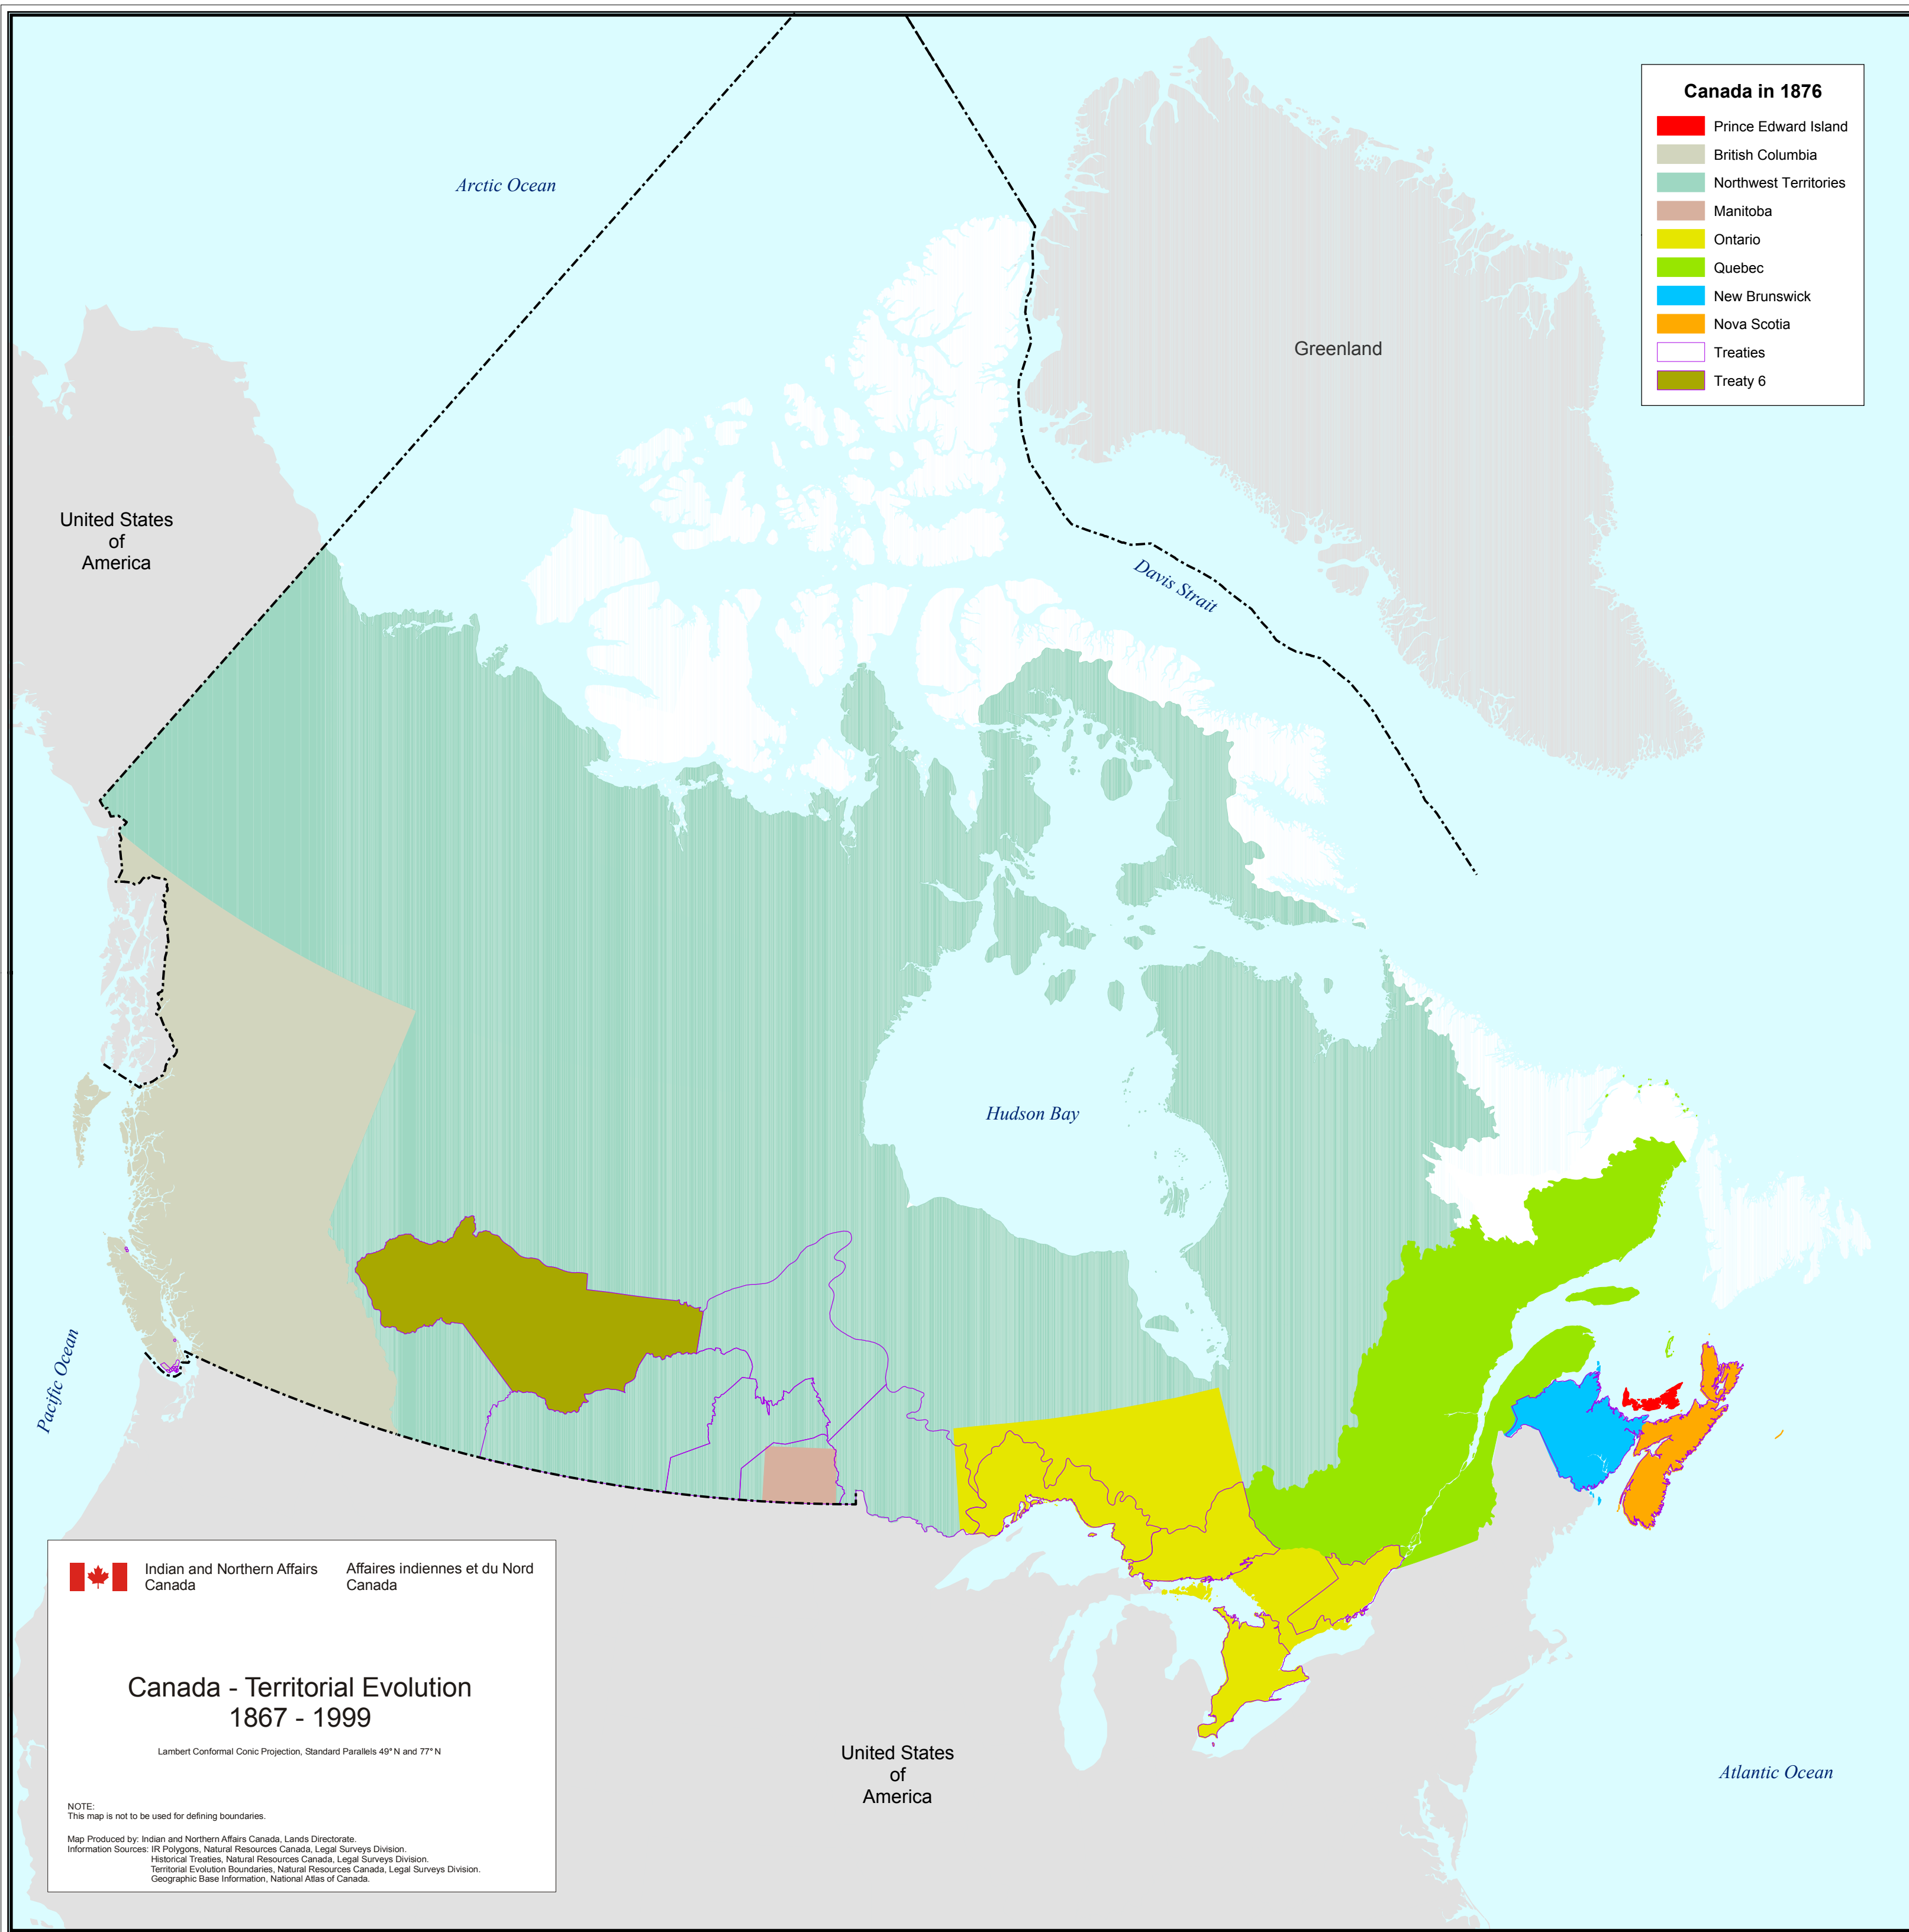 Canada in 1876
Prince Edward Island
British Columbia
Northwest Territories
Manitoba
Ontario
Quebec
New Brunswick
Nova Scotia
Treaties
Treaty 6
Arctic Ocean
Greenland
United States
of
America
Davis Strait
Hudson Bay
Pacific Ocean
United States
of
America
Atlantic Ocean
Indian and Northern Affairs
Canada
Affaires indiennes et du Nord
Canada
Canada - Territorial Evolution
1867 - 1999
Lambert Conformal Conic Projection, Standard Parallels 49° N and 77° N
NOTE:
This map is not to be used for defining boundaries.
Map Produced by: Indian and Northern Affairs Canada, Lands Directorate.
Information Sources: IR Polygons, Natural Resources Canada, Legal Surveys Division.
Historical Treaties, Natural Resources Canada, Legal Surveys Division.
Territorial Evolution Boundaries, Natural Resources Canada, Legal Surveys Division.
Geographic Base Information, National Atlas of Canada.